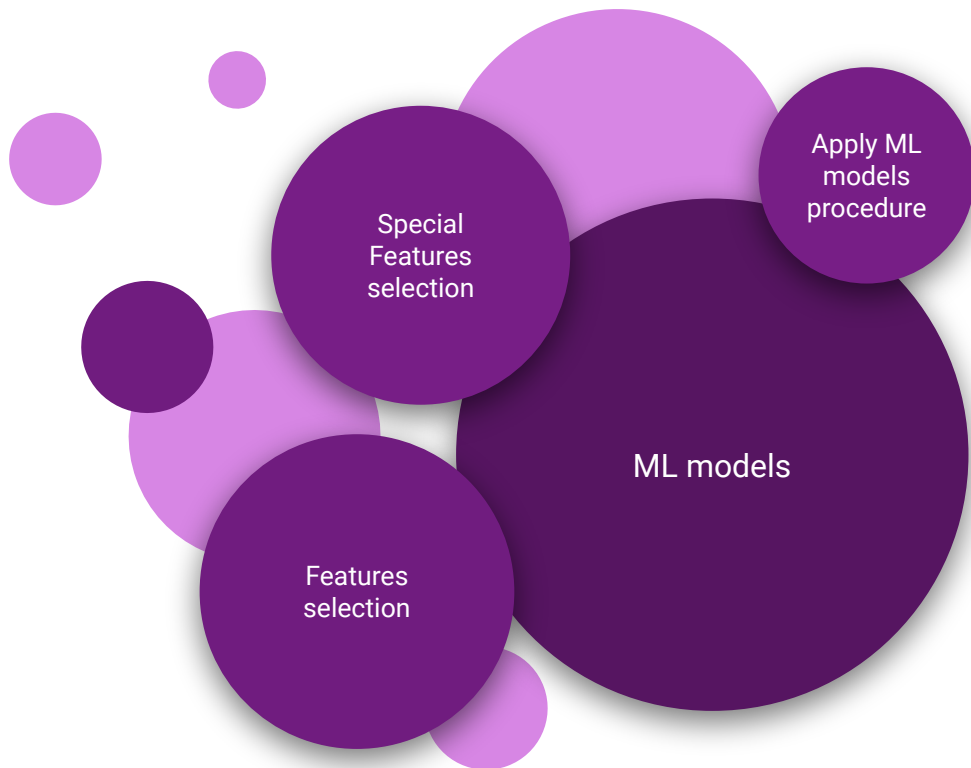 Apply ML
models
procedure
Special
Features
selection
ML models
Features
selection